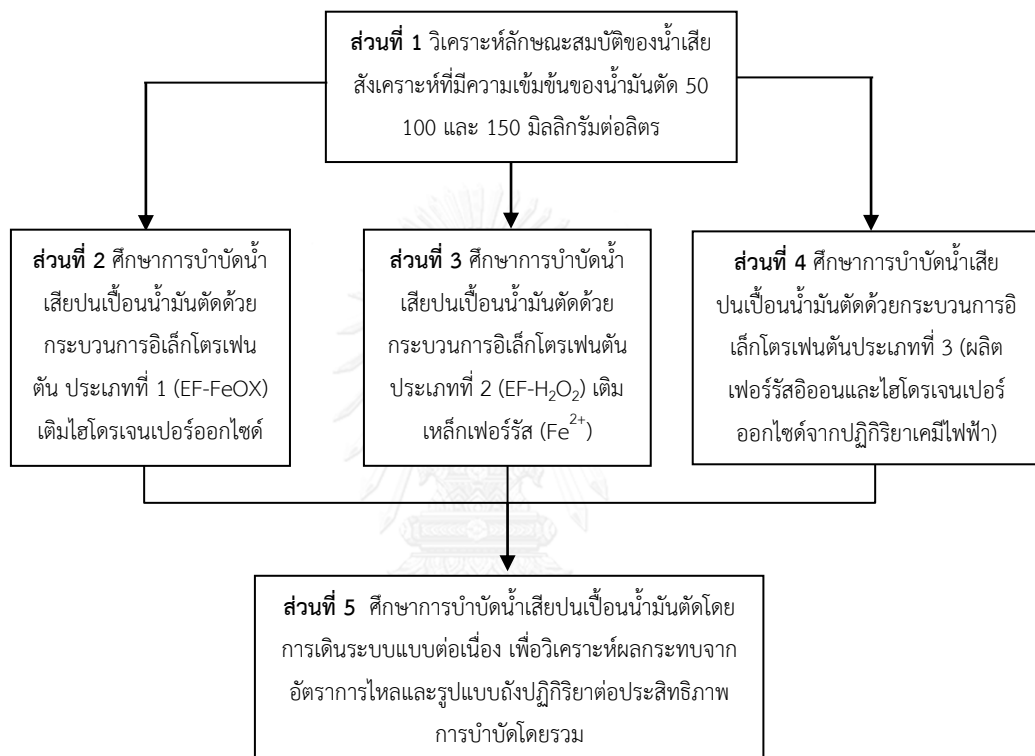 ส่วนที่ 1 วิเคราะห์ลักษณะสมบัติของน้ำเสีย
สังเคราะห์ที่มีความเข้มข้นของน้ำมันตัด 50
100 และ 150 มิลลิกรัมต่อลิตร
ส่วนที่ 2 ศึกษาการบำบัดน้ำ
เสียปนเปื้อนน้ำมันตัดด้วย
กระบวนการอิเล็กโตรเฟน
ตัน ประเภทที่ 1 (EF-FeOX)
เติมไฮโดรเจนเปอร์ออกไซด์
ส่วนที่ 3 ศึกษาการบำบัดน้ำ
เสียปนเปื้อนน้ำมันตัดด้วย
กระบวนการอิเล็กโตรเฟนตัน
ประเภทที่ 2 (EF-H₂O₂) เติม
เหล็กเฟอร์รัส (Fe²⁺)
ส่วนที่ 4 ศึกษาการบำบัดน้ำเสีย
ปนเปื้อนน้ำมันตัดด้วยกระบวนการอิ
เล็กโตรเฟนตันประเภทที่ 3 (ผลิต
เฟอร์รัสอิออนและไฮโดรเจนเปอร์
ออกไซด์จากปฏิกิริยาเคมีไฟฟ้า)
ส่วนที่ 5 ศึกษาการบำบัดน้ำเสียปนเปื้อนน้ำมันตัดโดย
การเดินระบบแบบต่อเนื่อง เพื่อวิเคราะห์ผลกระทบจาก
อัตราการไหลและรูปแบบถังปฏิกิริยาต่อประสิทธิภาพ
การบำบัดโดยรวม